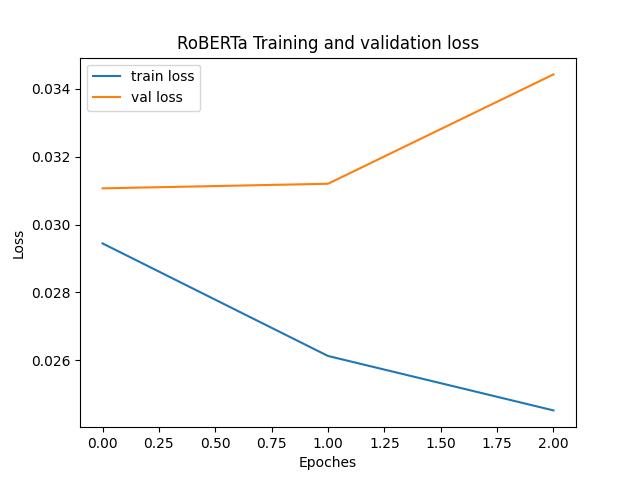 RoBERTa Training and validation loss
train loss
val loss
0.034
0.032
0.030
0.028
0.026
Loss
0.00 0.25 0.50 0.75 1.00 1.25 1.50 1.75 2.00
Epoches